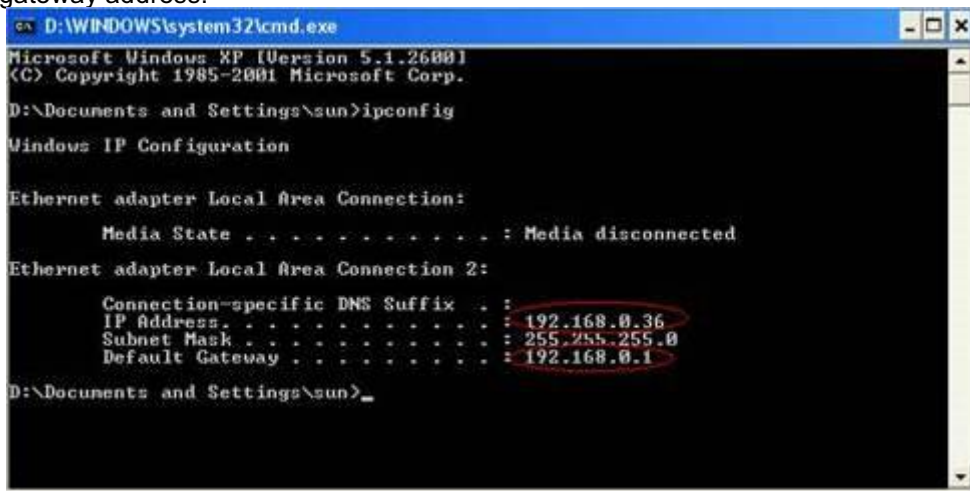 gateway address.
D:\WINDOWS\system32\cmd.exe
Microsoft Windows XP [Version 5.1.2600]
(C) Copyright 1985-2001 Microsoft Corp.
D:\Documents and Settings\sun>ipconfig
Windows IP Configuration
Ethernet adapter Local Area Connection:
Media State . . . . . . . . . . . : Media disconnected
Ethernet adapter Local Area Connection 2:
Connection-specific DNS Suffix . :
IP Address. . . . . . . . . . . . : 192.168.0.36
Subnet Mask . . . . . . . . . . . : 255.255.255.0
Default Gateway . . . . . . . . . : 192.168.0.1
D:\Documents and Settings\sun>_